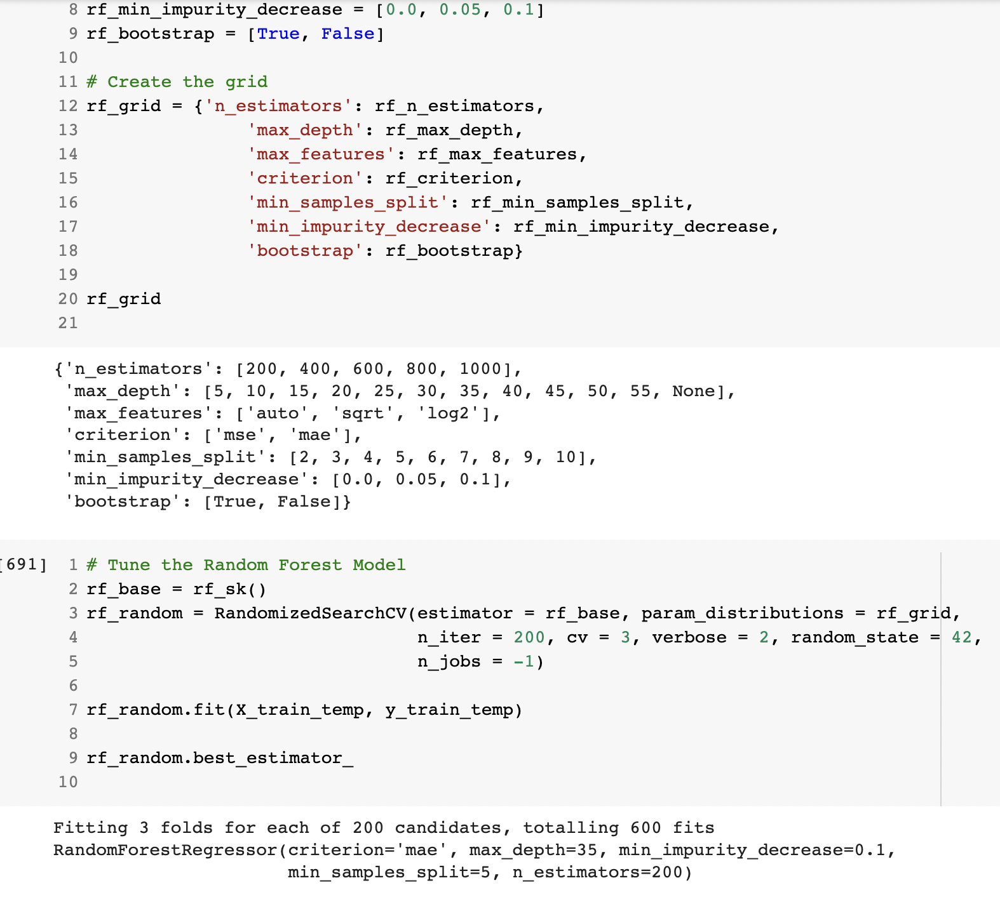 8 rf_min_impurity_decrease = [0.0, 0.05, 0.1]
9 rf_bootstrap = [True, False]
10
11 # Create the grid
12 rf_grid = {'n_estimators': rf_n_estimators,
13                'max_depth': rf_max_depth,
14                'max_features': rf_max_features,
15                'criterion': rf_criterion,
16                'min_samples_split': rf_min_samples_split,
17                'min_impurity_decrease': rf_min_impurity_decrease,
18                'bootstrap': rf_bootstrap}
19
20 rf_grid
21
{'n_estimators': [200, 400, 600, 800, 1000],
 'max_depth': [5, 10, 15, 20, 25, 30, 35, 40, 45, 50, 55, None],
 'max_features': ['auto', 'sqrt', 'log2'],
 'criterion': ['mse', 'mae'],
 'min_samples_split': [2, 3, 4, 5, 6, 7, 8, 9, 10],
 'min_impurity_decrease': [0.0, 0.05, 0.1],
 'bootstrap': [True, False]}
[691] 1 # Tune the Random Forest Model
2 rf_base = rf_sk()
3 rf_random = RandomizedSearchCV(estimator = rf_base, param_distributions = rf_grid,
4                                n_iter = 200, cv = 3, verbose = 2, random_state = 42,
5                                n_jobs = -1)
6
7 rf_random.fit(X_train_temp, y_train_temp)
8
9 rf_random.best_estimator_
10
Fitting 3 folds for each of 200 candidates, totalling 600 fits
RandomForestRegressor(criterion='mae', max_depth=35, min_impurity_decrease=0.1,
                      min_samples_split=5, n_estimators=200)